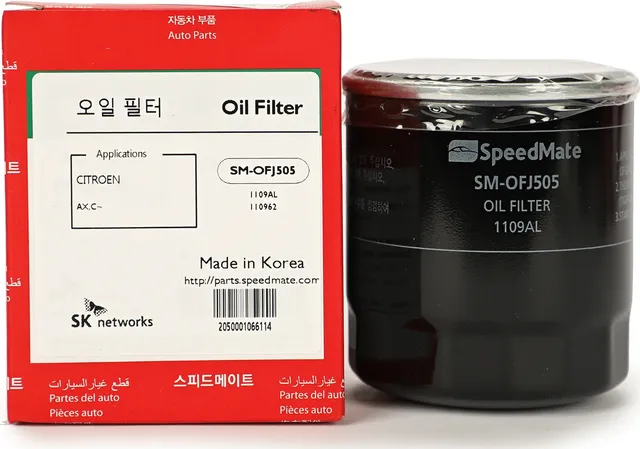 자동차 부품
Auto Parts
오일 필터
Oil Filter
Applications
CITROEN
AX,C~
SM-OFJ505
1109AL
110962
Made in Korea
http://parts.speedmate.com
SK networks
2050001066114
قطع غيار السيارات
Partes del auto
Pièces auto
스피드메이트
قطع غيار السيارات
Partes del aut
Pièces aut
SpeedMate
SM-OFJ505
OIL FILTER
1109AL